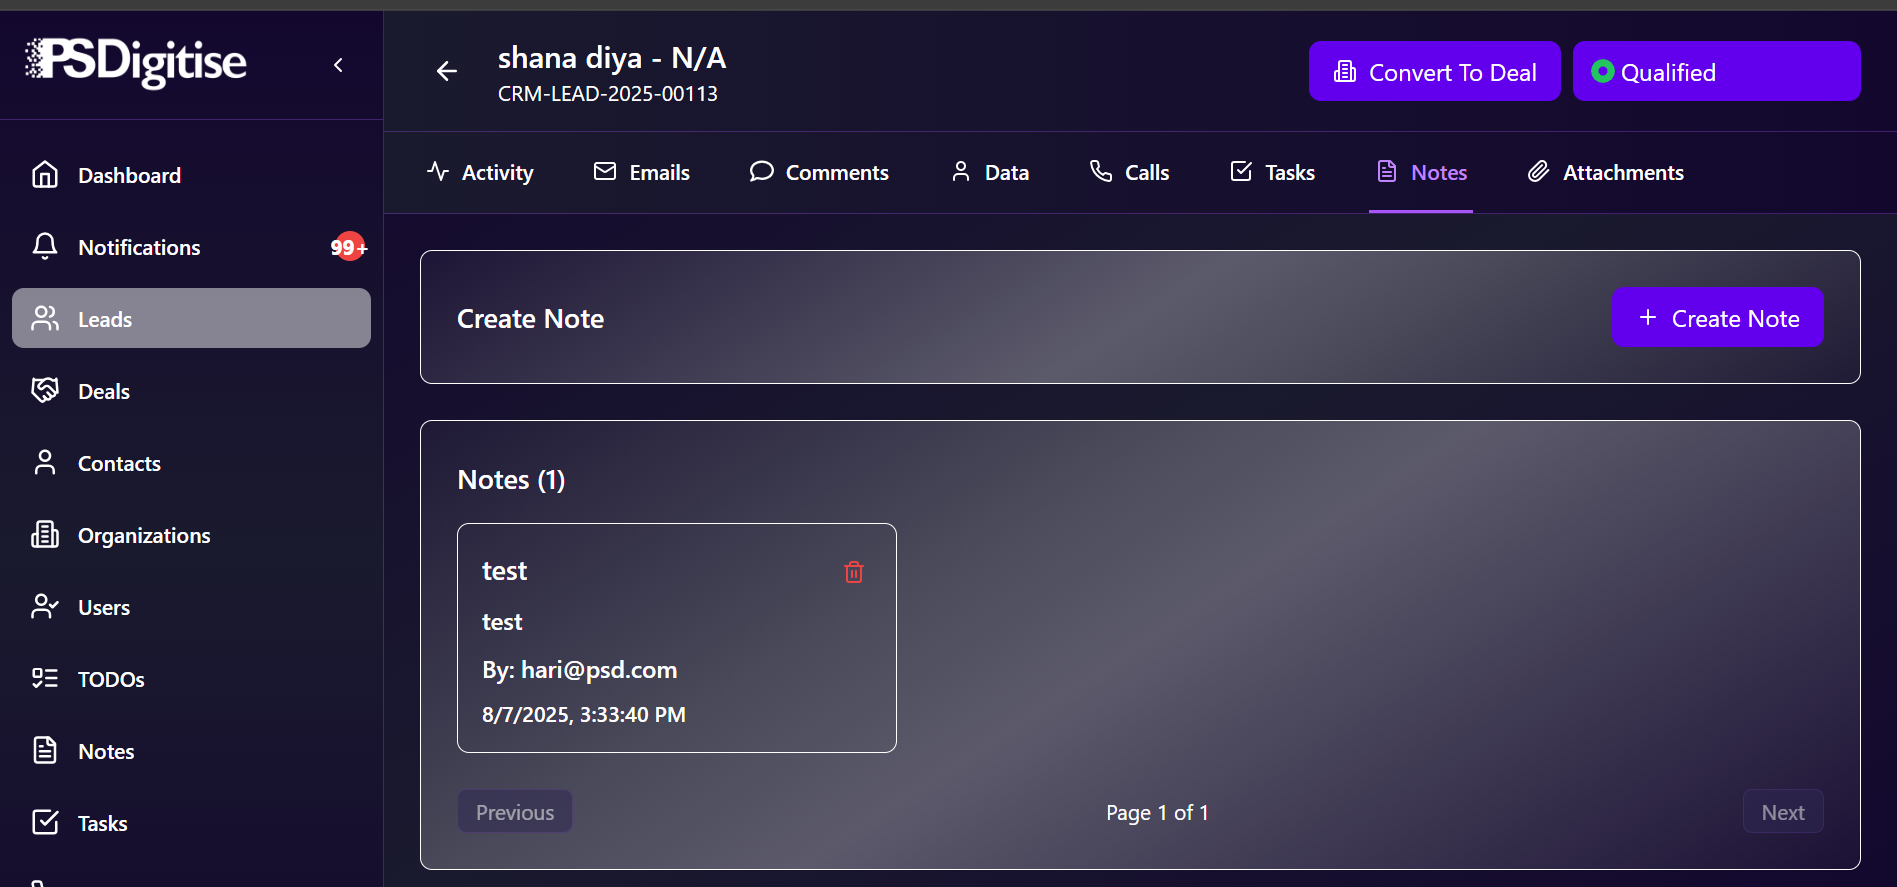 PSDigitise
shana diya - N/A
CRM-LEAD-2025-00113
Convert To Deal
Qualified
Dashboard
Notifications
99+
Leads
Deals
Contacts
Organizations
Users
TODOs
Notes
Tasks
Activity
Emails
Comments
Data
Calls
Tasks
Notes
Attachments
Create Note
Create Note
Notes (1)
test
test
By: hari@psd.com
8/7/2025, 3:33:40 PM
Previous
Page 1 of 1
Next